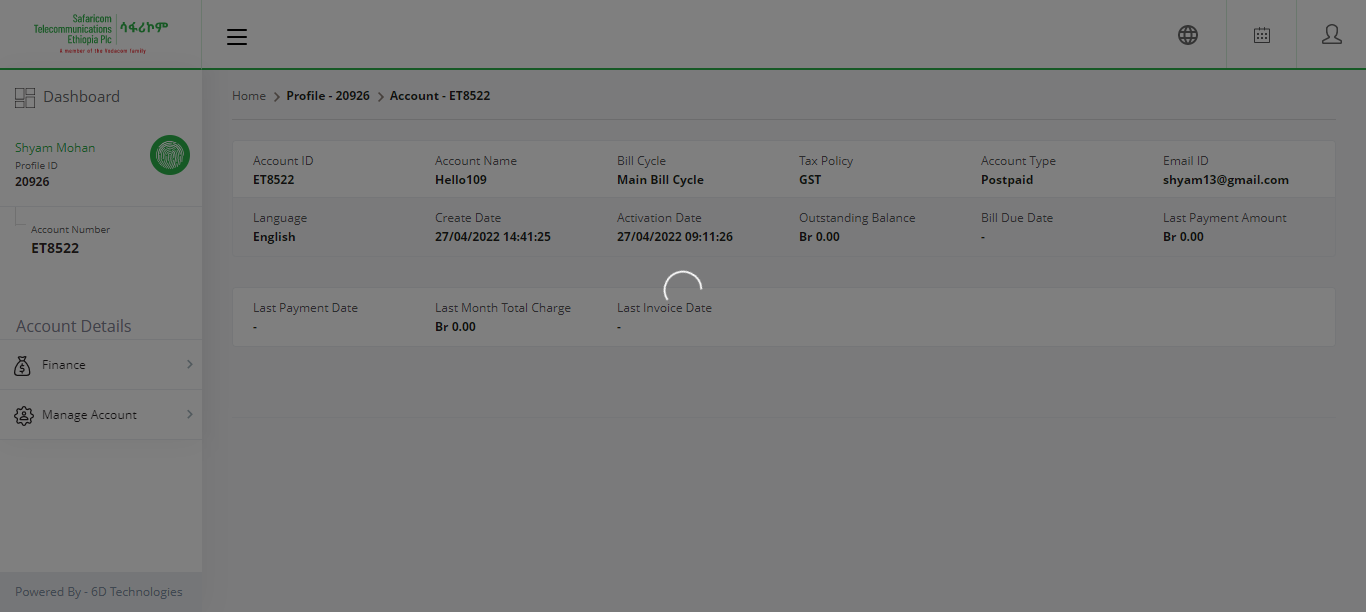 Safaricom
Telecommunications
Ethiopia Plc
ሳፋሪኮም
A member of the Vodacom family
Dashboard
Shyam Mohan
Profile ID
20926
Account Number
ET8522
Account Details
Finance
Manage Account
Powered By - 6D Technologies
Home > Profile - 20926 > Account - ET8522
Account ID Account Name Bill Cycle Tax Policy Account Type Email ID
ET8522 Hello109 Main Bill Cycle GST Postpaid shyam13@gmail.com
Language Create Date Activation Date Outstanding Balance Bill Due Date Last Payment Amount
English 27/04/2022 14:41:25 27/04/2022 09:11:26 Br 0.00 - Br 0.00
Last Payment Date Last Month Total Charge Last Invoice Date
- Br 0.00 -